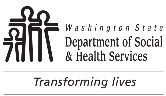 Washington State
Department of Social
& Health Services
Transforming lives